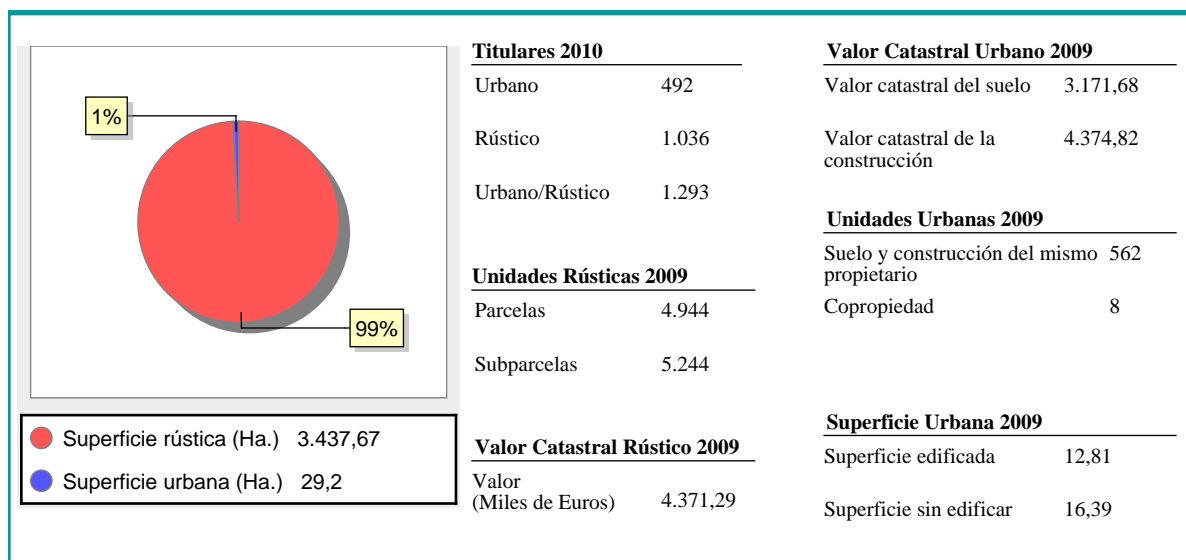 1%
99%
Superficie rústica (Ha.) 3.437,67
Superficie urbana (Ha.) 29,2
Titulares 2010
Urbano 492
Rústico 1.036
Urbano/Rústico 1.293
Unidades Rústicas 2009
Parcelas 4.944
Subparcelas 5.244
Valor Catastral Rústico 2009
Valor
(Miles de Euros) 4.371,29
Valor Catastral Urbano 2009
Valor catastral del suelo 3.171,68
Valor catastral de la 4.374,82
construcción
Unidades Urbanas 2009
Suelo y construcción del mismo 562
propietario
Copropiedad 8
Superficie Urbana 2009
Superficie edificada 12,81
Superficie sin edificar 16,39